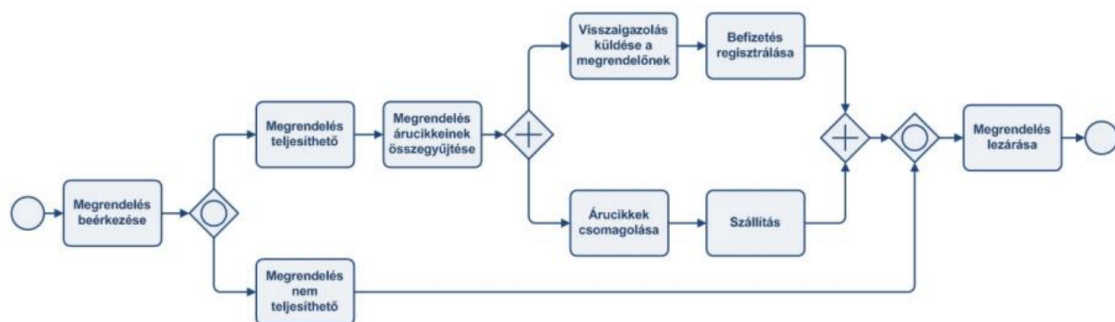 Megrendelés
beérkezése
Megrendelés
teljesíthető
Megrendelés
árucikkeinek
összegyűjtése
Visszaigazolás
küldése a
megrendelőnek
Befizetés
regisztrálása
Árucikkek
csomagolása
Szállítás
Megrendelés
nem
teljesíthető
Megrendelés
lezárása